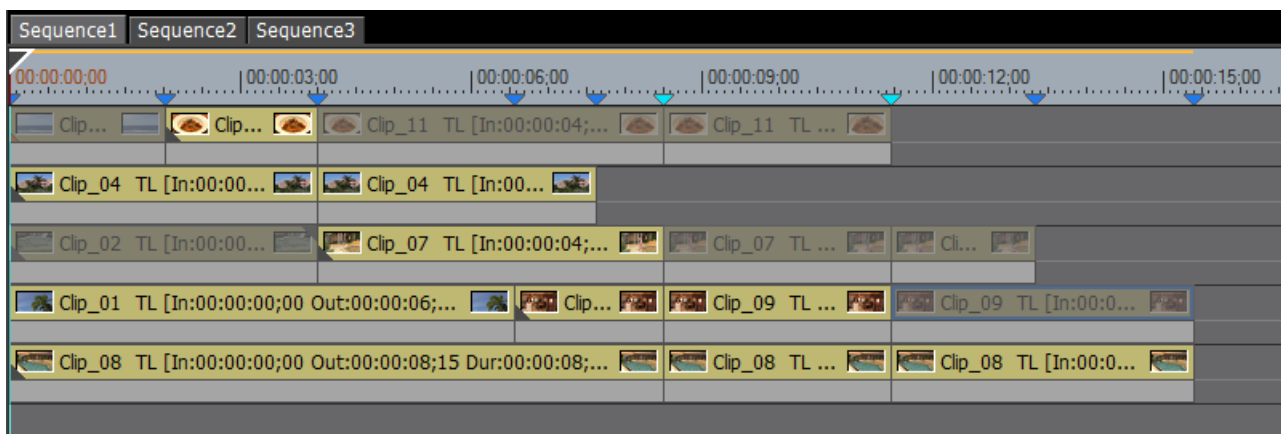 Sequence1 Sequence2 Sequence3
00:00:00;00 00:00:03;00 00:00:06;00 00:00:09;00 00:00:12;00 00:00:15;00
Clip... Clip... Clip_11 TL [In:00:00:04;... Clip_11 TL ...
Clip_04 TL [In:00:00... Clip_04 TL [In:00...
Clip_02 TL [In:00:00... Clip_07 TL [In:00:00:04;... Clip_07 TL ... Cli...
Clip_01 TL [In:00:00:00;00 Out:00:00:06;... Clip... Clip_09 TL ... Clip_09 TL [In:00:0...
Clip_08 TL [In:00:00:00;00 Out:00:00:08;15 Dur:00:00:08;... Clip_08 TL ... Clip_08 TL [In:00:0...